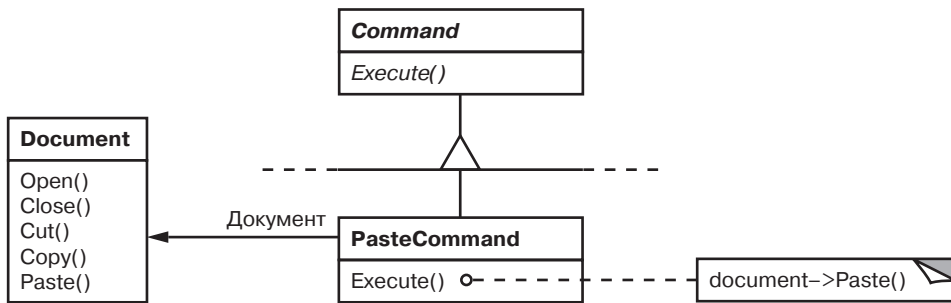 Command
Execute()
Document
Open()
Close()
Cut()
Copy()
Paste()
Документ
PasteCommand
Execute()
document–>Paste()